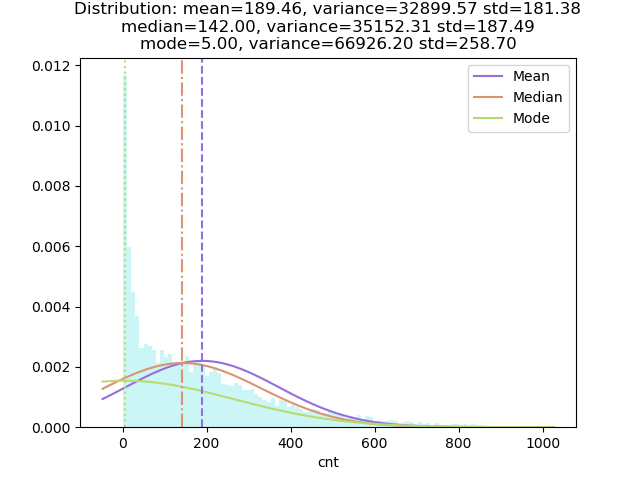 Distribution: mean=189.46, variance=32899.57 std=181.38
median=142.00, variance=35152.31 std=187.49
mode=5.00, variance=66926.20 std=258.70
Mean
Median
Mode
0.012
0.010
0.008
0.006
0.004
0.002
0.000
0 200 400 600 800 1000
cnt